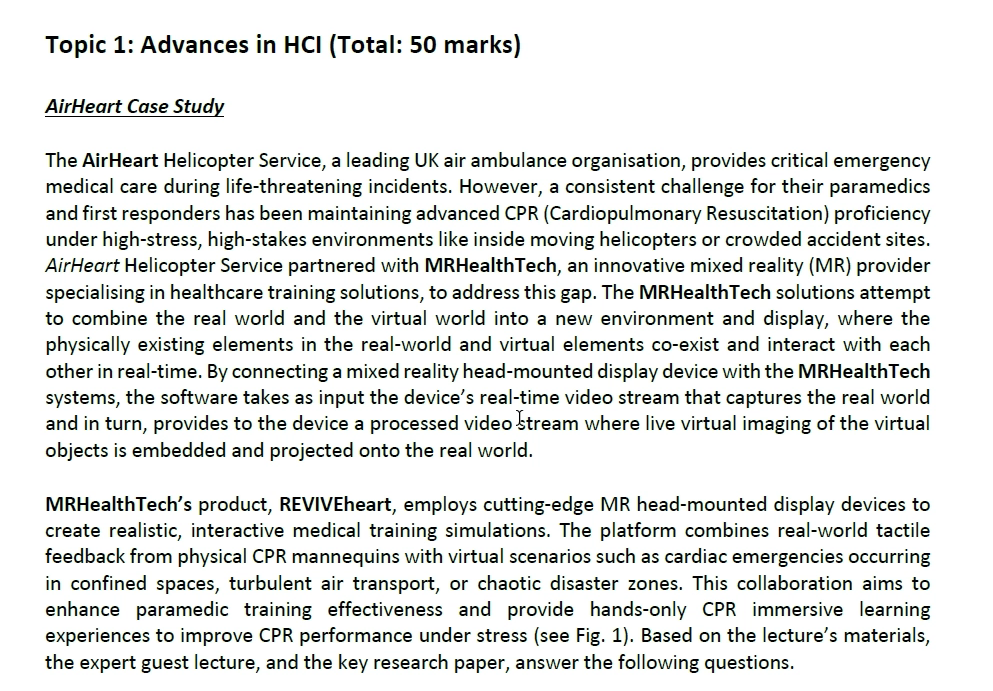 Topic 1: Advances in HCI (Total: 50 marks)
AirHeart Case Study
The AirHeart Helicopter Service, a leading UK air ambulance organisation, provides critical emergency
medical care during life-threatening incidents. However, a consistent challenge for their paramedics
and first responders has been maintaining advanced CPR (Cardiopulmonary Resuscitation) proficiency
under high-stress, high-stakes environments like inside moving helicopters or crowded accident sites.
AirHeart Helicopter Service partnered with MRHealthTech, an innovative mixed reality (MR) provider
specialising in healthcare training solutions, to address this gap. The MRHealthTech solutions attempt
to combine the real world and the virtual world into a new environment and display, where the
physically existing elements in the real-world and virtual elements co-exist and interact with each
other in real-time. By connecting a mixed reality head-mounted display device with the MRHealthTech
systems, the software takes as input the device's real-time video stream that captures the real world
and in turn, provides to the device a processed video stream where live virtual imaging of the virtual
objects is embedded and projected onto the real world.
MRHealthTech's product, REVIVEheart, employs cutting-edge MR head-mounted display devices to
create realistic, interactive medical training simulations. The platform combines real-world tactile
feedback from physical CPR mannequins with virtual scenarios such as cardiac emergencies occurring
in confined spaces, turbulent air transport, or chaotic disaster zones. This collaboration aims to
enhance paramedic training effectiveness and provide hands-only CPR immersive learning
experiences to improve CPR performance under stress (see Fig. 1). Based on the lecture's materials,
the expert guest lecture, and the key research paper, answer the following questions.